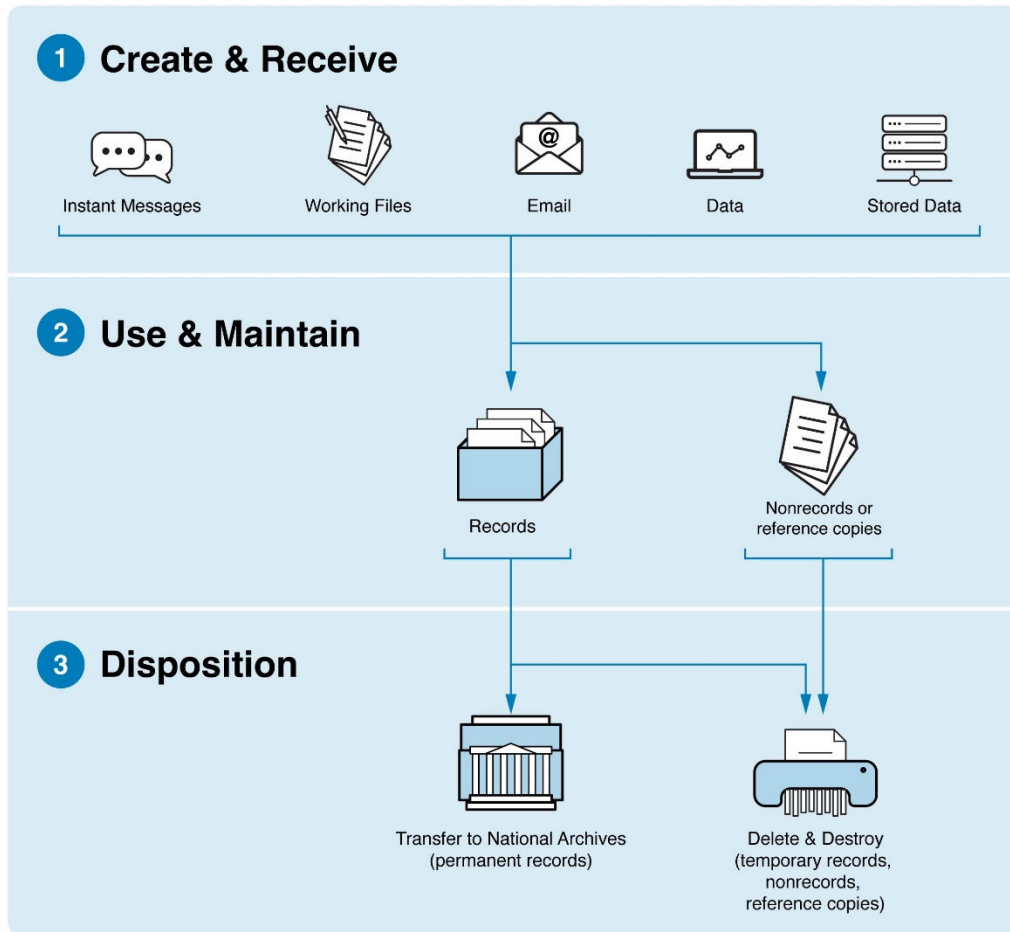 1 Create & Receive
@
Instant Messages
Working Files
Email
Data
Stored Data
2 Use & Maintain
Records
Nonrecords or
reference copies
3 Disposition
Transfer to National Archives
(permanent records)
Delete & Destroy
(temporary records,
nonrecords,
reference copies)